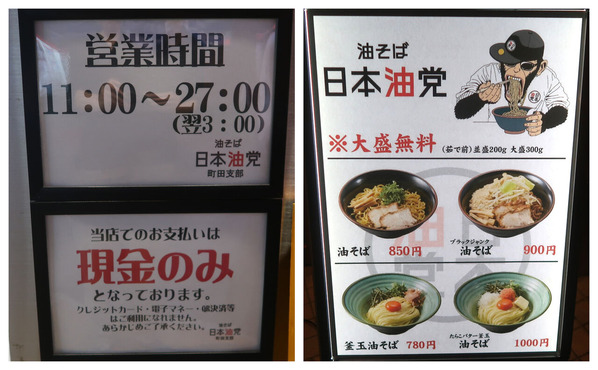 営業時間
11:00～27:00
(翌3:00)
油そば
日本油党
町田支部
当店でのお支払いは
現金のみ
となっております。
クレジットカード・電子マネー・QR決済等
はご利用になれません。
あらかじめご了承ください。
油そば
日本油党
町田支部
油そば
日本油党
※大盛無料 (茹で前)並盛200g 大盛300g
油そば 850円
ブラックジャンク
油そば 900円
釜玉油そば 780円
たらこバター釜玉
油そば 1000円